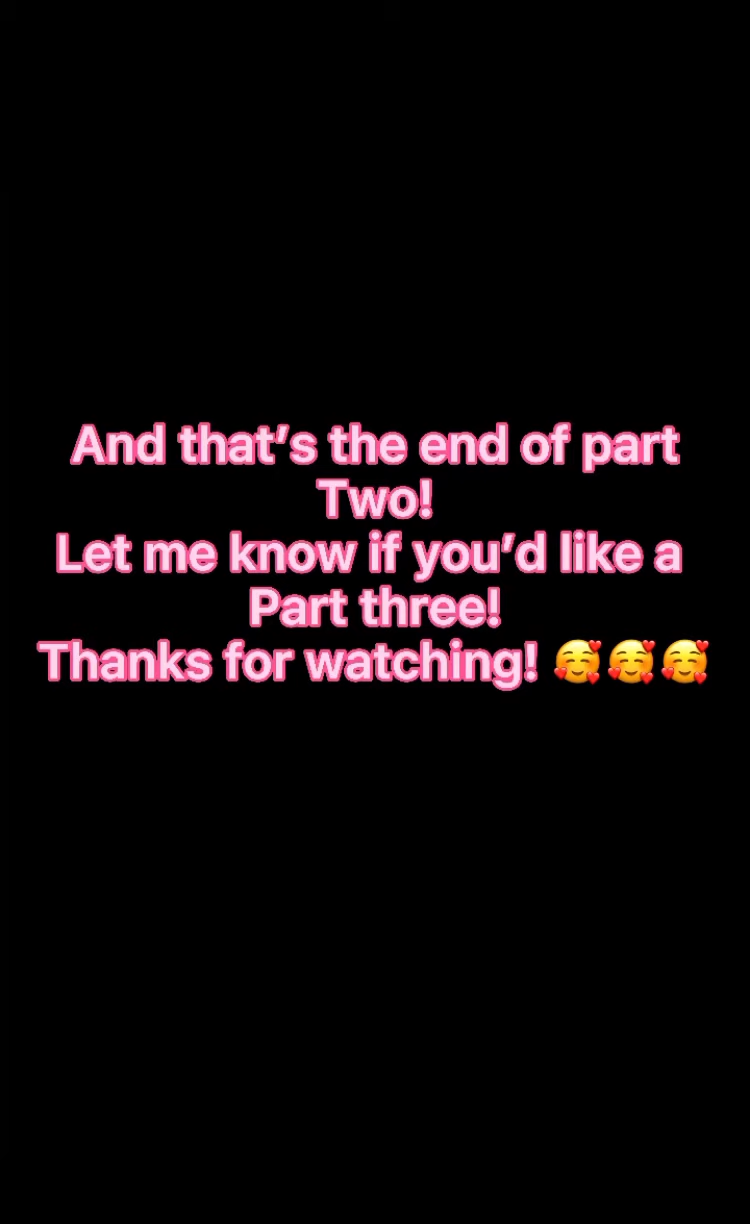 And that’s the end of part
Two!
Let me know if you’d like a
Part three!
Thanks for watching! 🥰🥰🥰